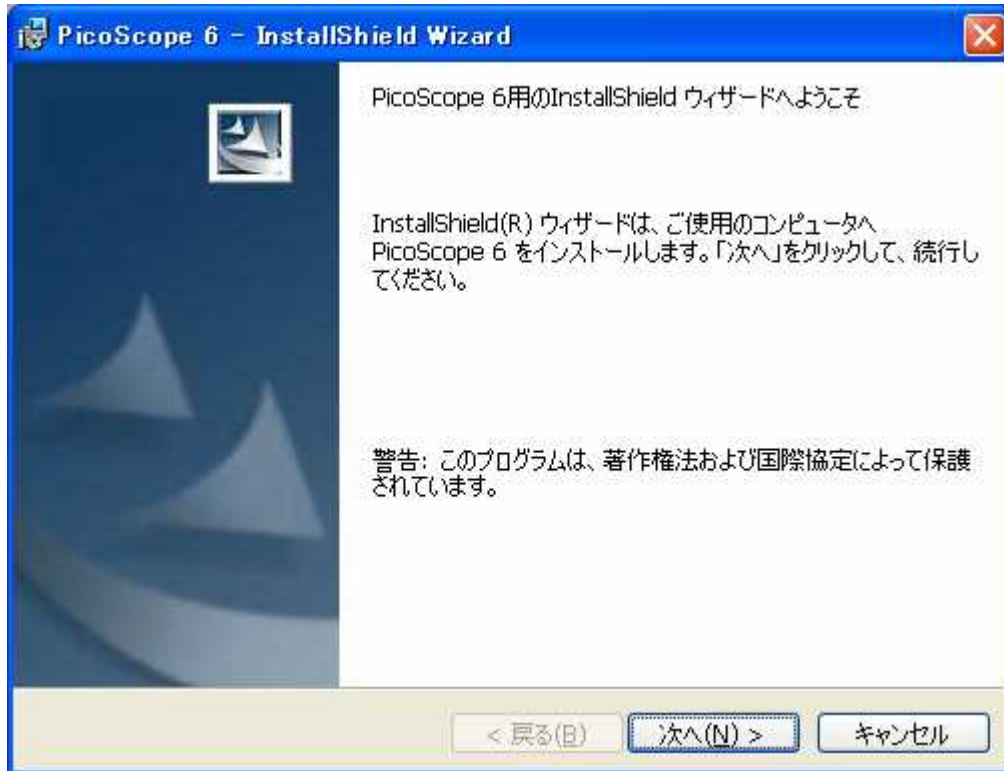 PicoScope 6 - InstallShield Wizard
PicoScope 6用のInstallShield ウィザードへようこそ
InstallShield(R) ウィザードは、ご使用のコンピュータへ
PicoScope 6 をインストールします。「次へ」をクリックして、続行し
てください。
警告: このプログラムは、著作権法および国際協定によって保護
されています。
< 戻る(B) 次へ(N) > キャンセル